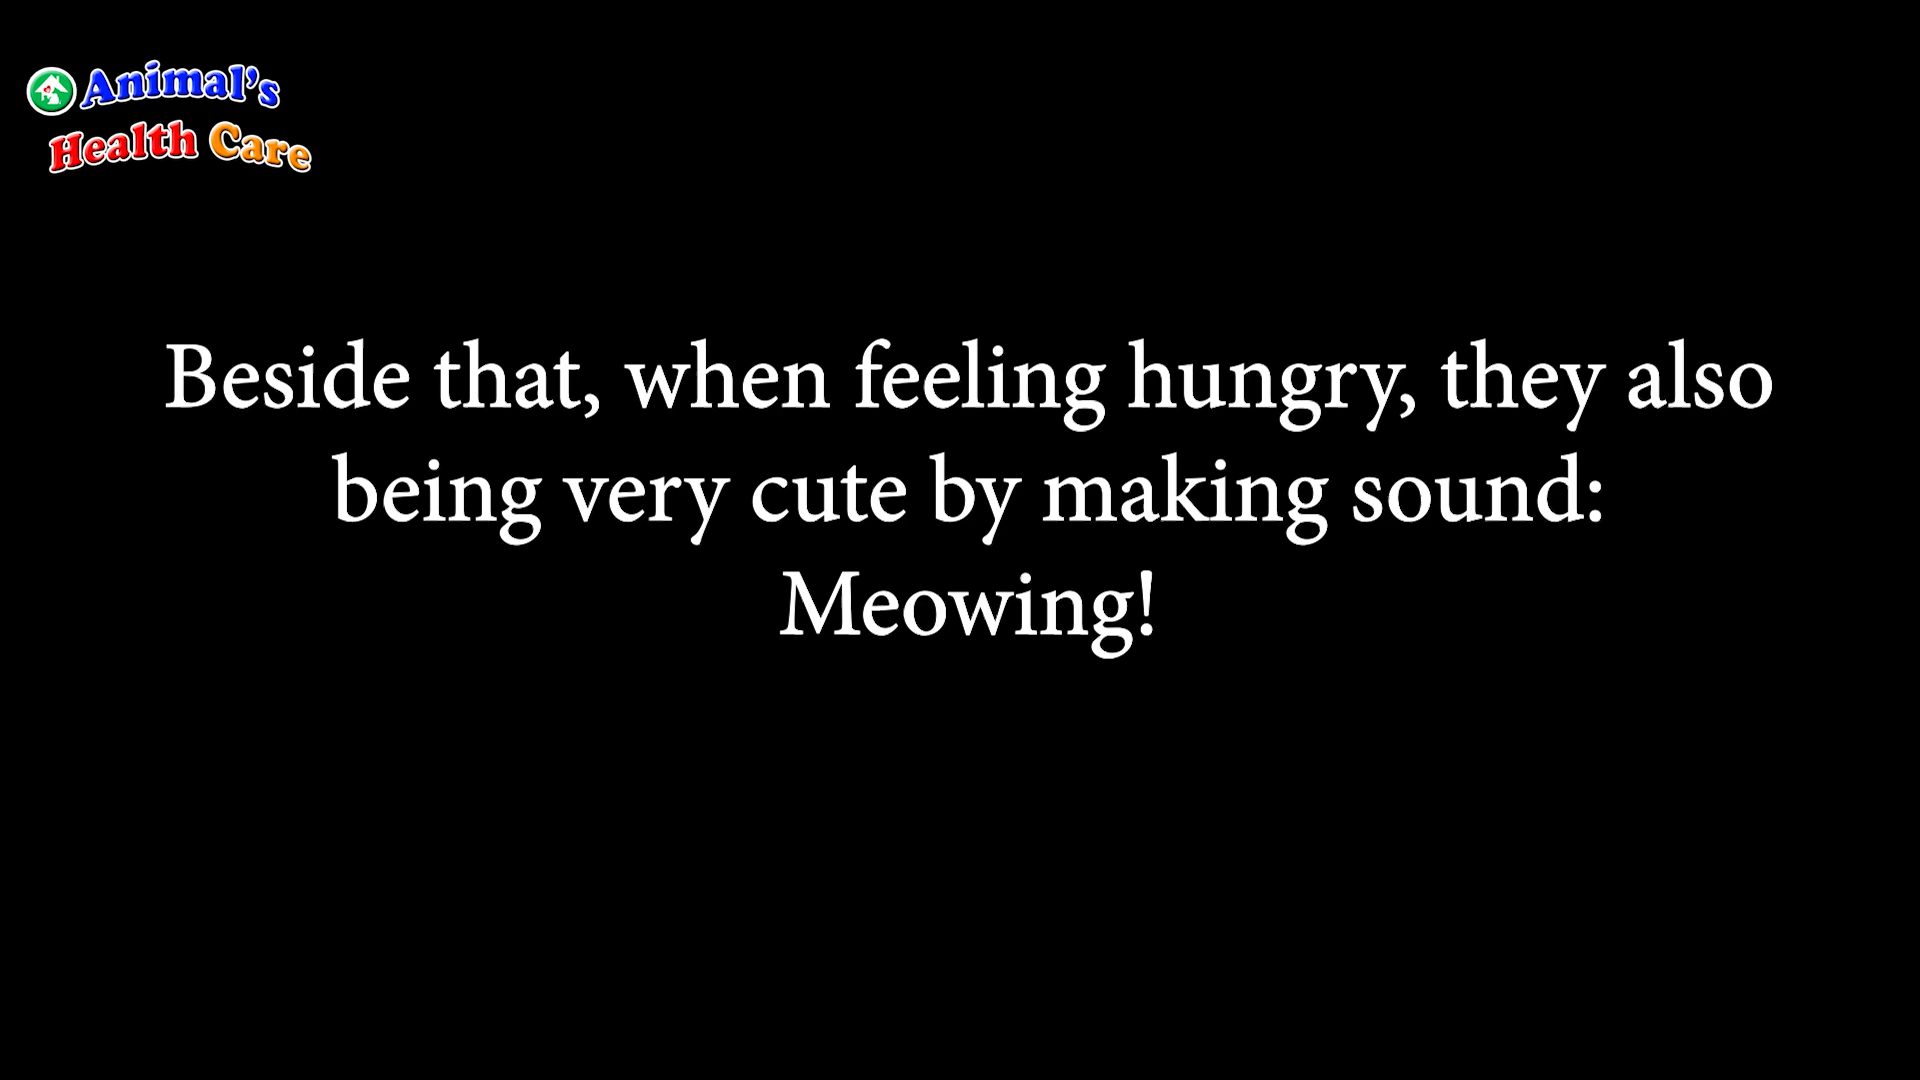 Animal's
Health Care
Beside that, when feeling hungry, they also
being very cute by making sound:
Meowing!